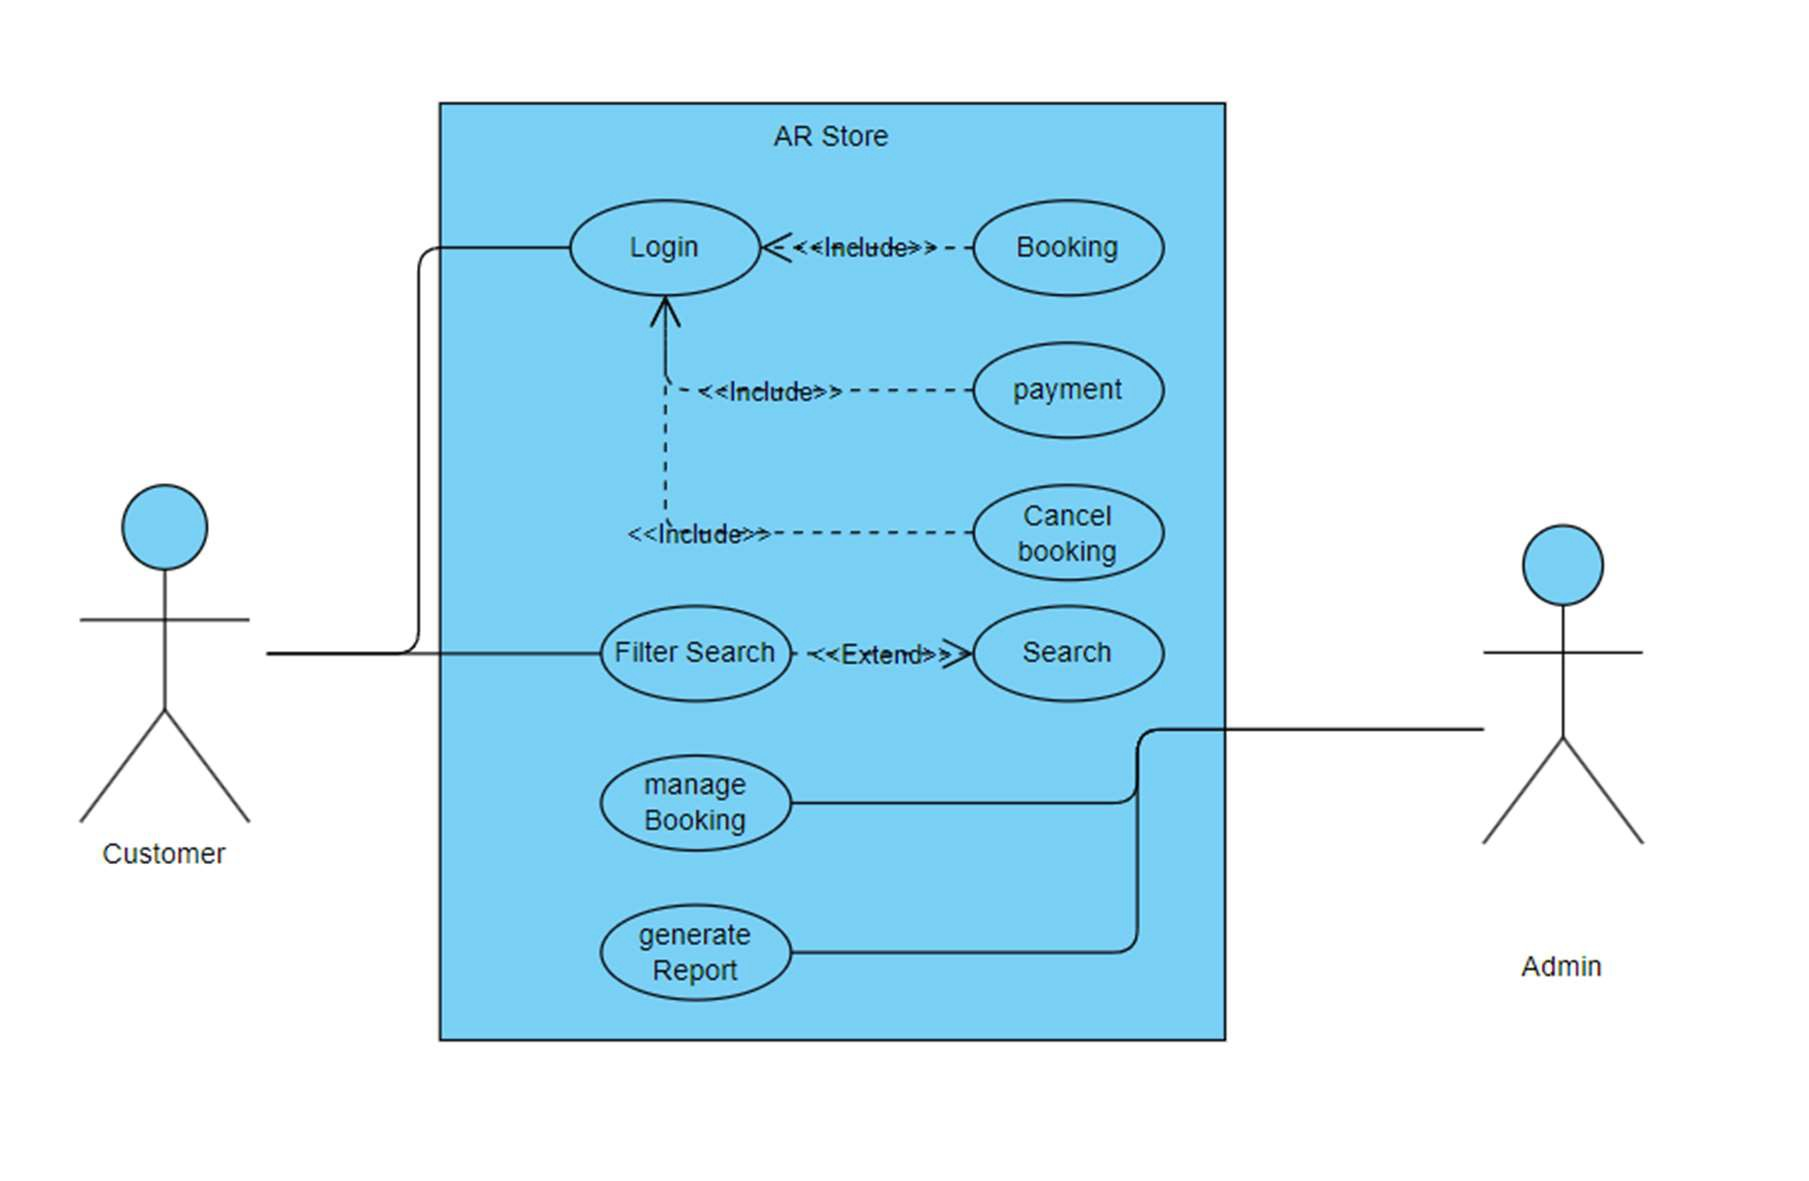 AR Store
Login
<<Include>>
Booking
<<Include>>
payment
<<Include>>
Cancel
booking
Filter Search
<<Extend>>
Search
manage
Booking
Customer
generate
Report
Admin